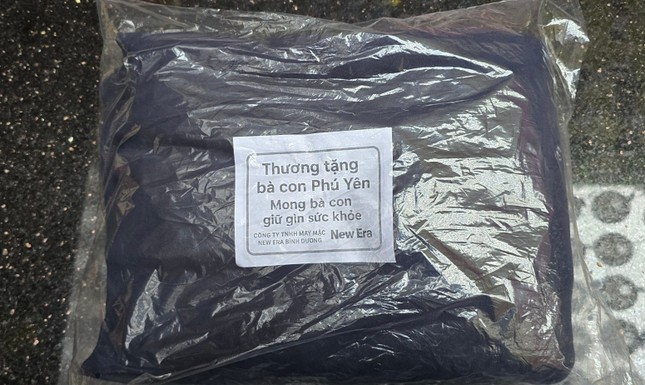 Thương tặng
bà con Phú Yên
Mong bà con
giữ gìn sức khỏe
CÔNG TY TNHH MAY MẶC
NEW ERA BÌNH DƯƠNG
New Era